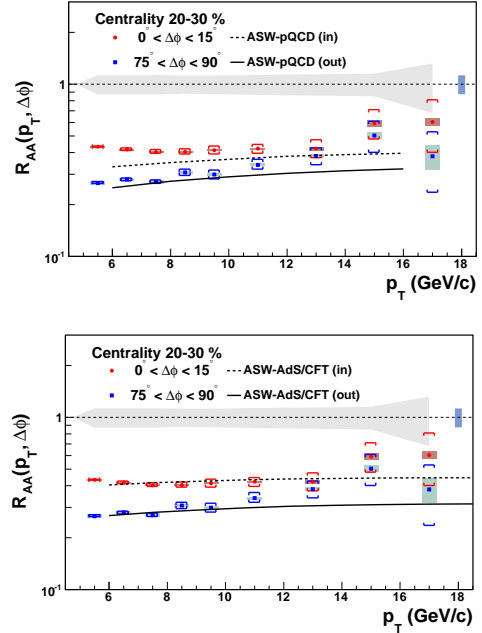 Centrality 20-30 %
0° < Δφ < 15°
ASW-pQCD (in)
75° < Δφ < 90°
ASW-pQCD (out)
1
10⁻¹
R_AA(p_T, Δφ)
6 8 10 12 14 16 18
p_T (GeV/c)
Centrality 20-30 %
0° < Δφ < 15°
ASW-AdS/CFT (in)
75° < Δφ < 90°
ASW-AdS/CFT (out)
1
10⁻¹
R_AA(p_T, Δφ)
6 8 10 12 14 16 18
p_T (GeV/c)